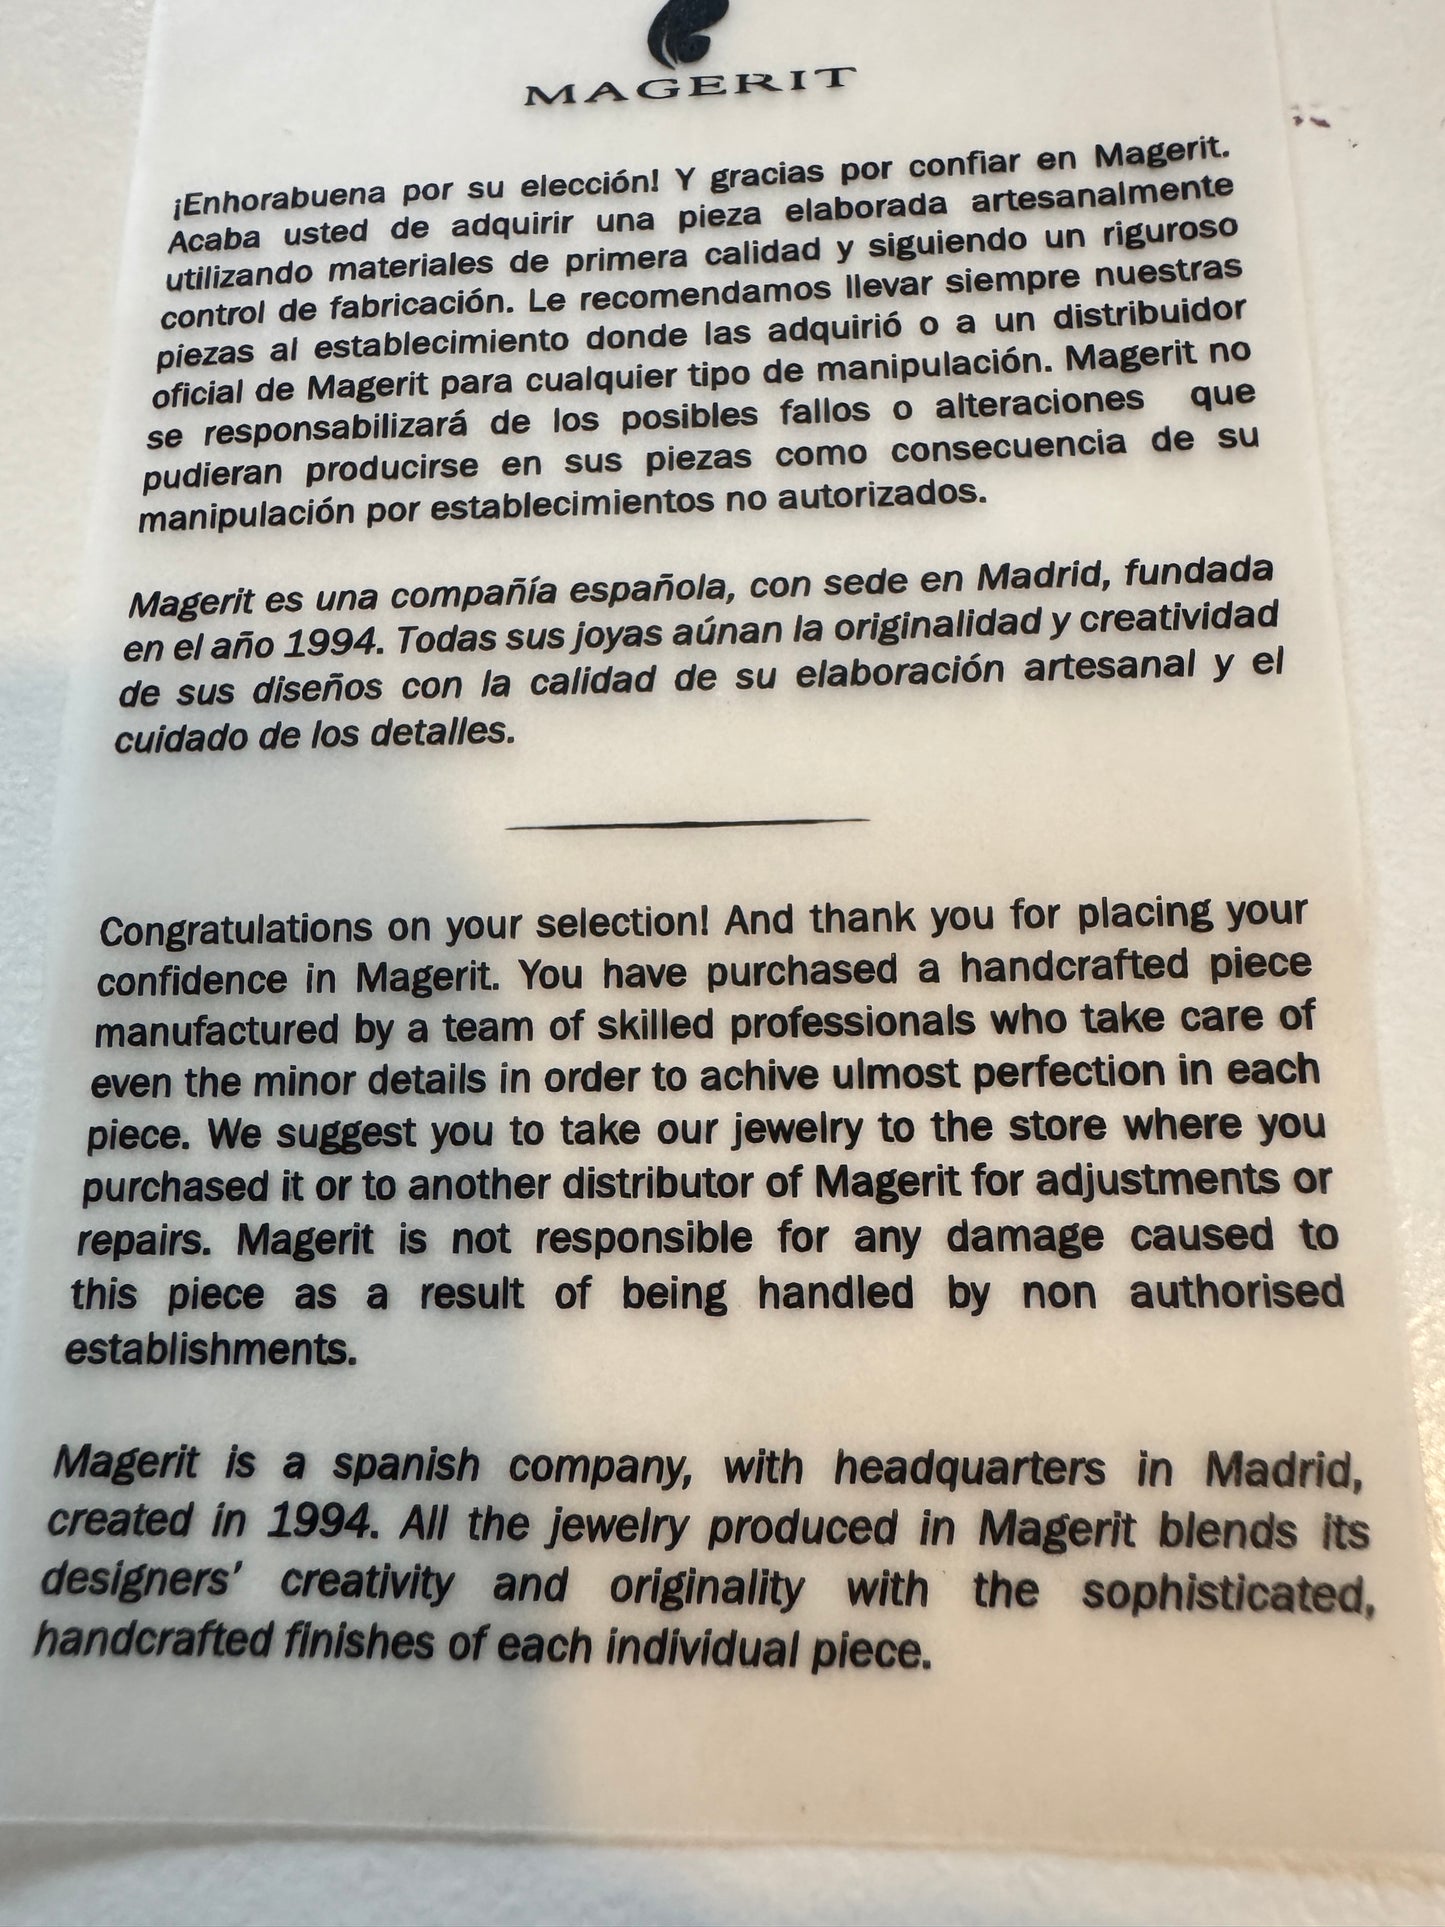 MAGERIT
¡Enhorabuena por su elección! Y gracias por confiar en Magerit.
Acaba usted de adquirir una pieza elaborada artesanalmente
utilizando materiales de primera calidad y siguiendo un riguroso
control de fabricación. Le recomendamos llevar siempre nuestras
piezas al establecimiento donde las adquirió o a un distribuidor
oficial de Magerit para cualquier tipo de manipulación. Magerit no
se responsabilizará de los posibles fallos o alteraciones que
pudieran producirse en sus piezas como consecuencia de su
manipulación por establecimientos no autorizados.
Magerit es una compañía española, con sede en Madrid, fundada
en el año 1994. Todas sus joyas aúnan la originalidad y creatividad
de sus diseños con la calidad de su elaboración artesanal y el
cuidado de los detalles.
Congratulations on your selection! And thank you for placing your
confidence in Magerit. You have purchased a handcrafted piece
manufactured by a team of skilled professionals who take care of
even the minor details in order to achive ulmost perfection in each
piece. We suggest you to take our jewelry to the store where you
purchased it or to another distributor of Magerit for adjustments or
repairs. Magerit is not responsible for any damage caused to
this piece as a result of being handled by non authorised
establishments.
Magerit is a spanish company, with headquarters in Madrid,
created in 1994. All the jewelry produced in Magerit blends its
designers' creativity and originality with the sophisticated,
handcrafted finishes of each individual piece.